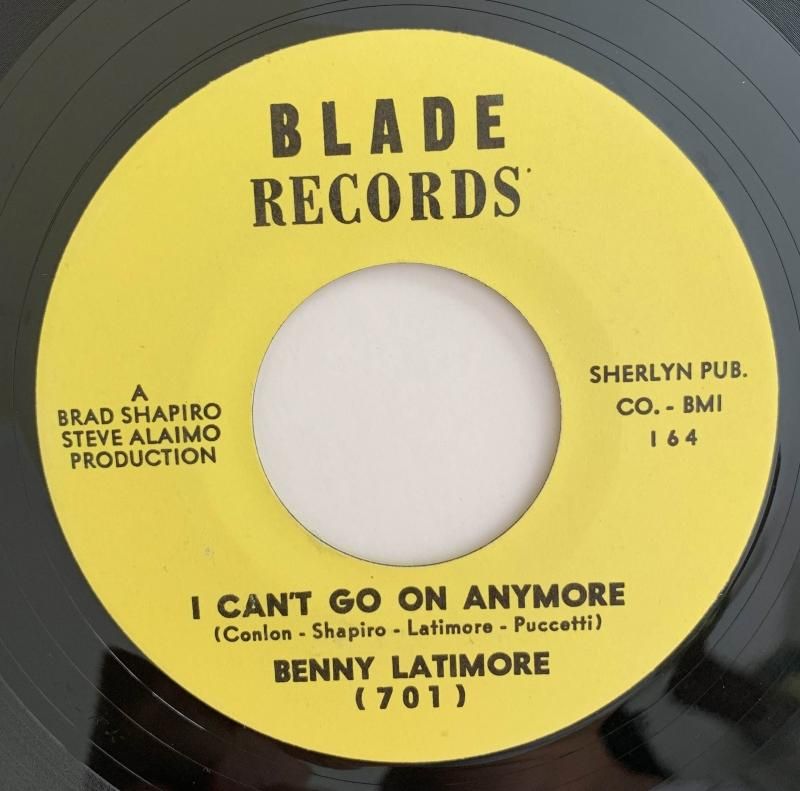 BLADE
RECORDS
A
BRAD SHAPIRO
STEVE ALAIMO
PRODUCTION
SHERLYN PUB.
CO. - BMI
164
I CAN'T GO ON ANYMORE
(Conlon - Shapiro - Latimore - Puccetti)
BENNY LATIMORE
(701)